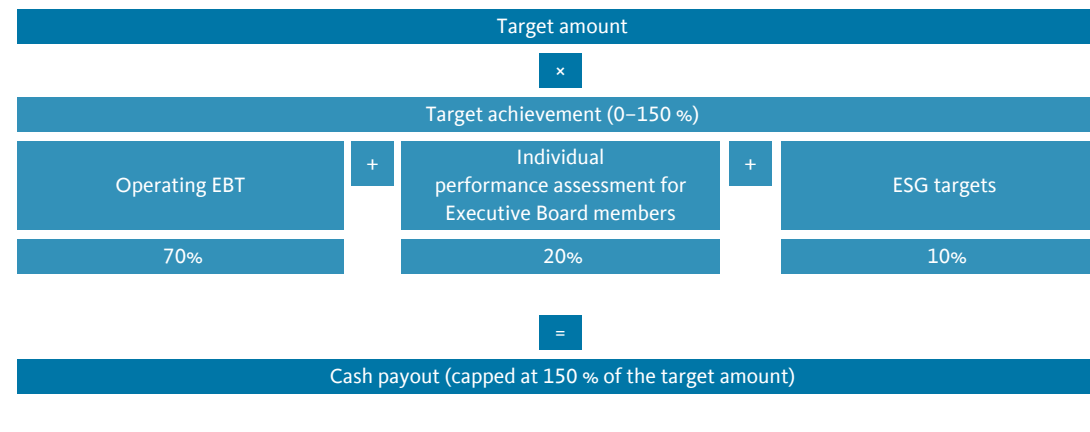 Target amount
×
Target achievement (0–150 %)
Operating EBT
+
Individual
performance assessment for
Executive Board members
+
ESG targets
70%
20%
10%
=
Cash payout (capped at 150 % of the target amount)